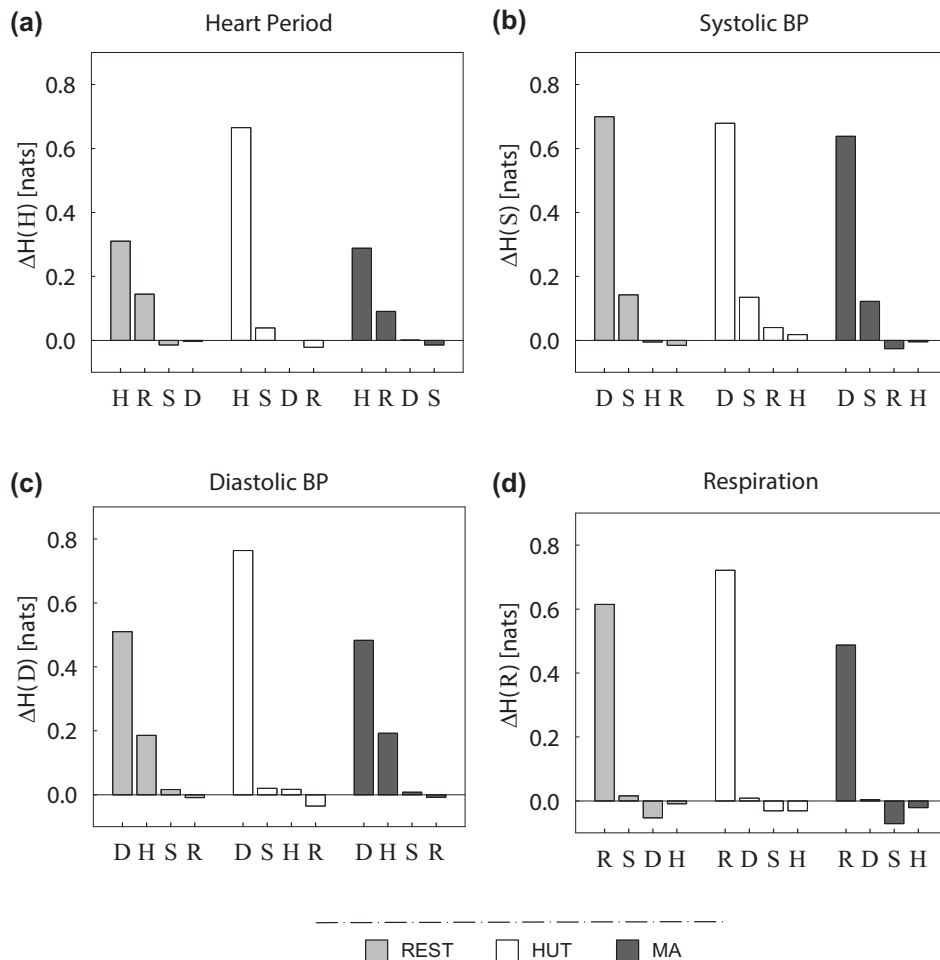 (a) Heart Period
ΔH(H) [nats]
0.8
0.6
0.4
0.2
0.0
H R S D H S D R H R D S
(b) Systolic BP
ΔH(S) [nats]
0.8
0.6
0.4
0.2
0.0
D S H R D S R H D S R H
(c) Diastolic BP
ΔH(D) [nats]
0.8
0.6
0.4
0.2
0.0
D H S R D S H R D H S R
(d) Respiration
ΔH(R) [nats]
0.8
0.6
0.4
0.2
0.0
R S D H R D S H R D S H
REST HUT MA